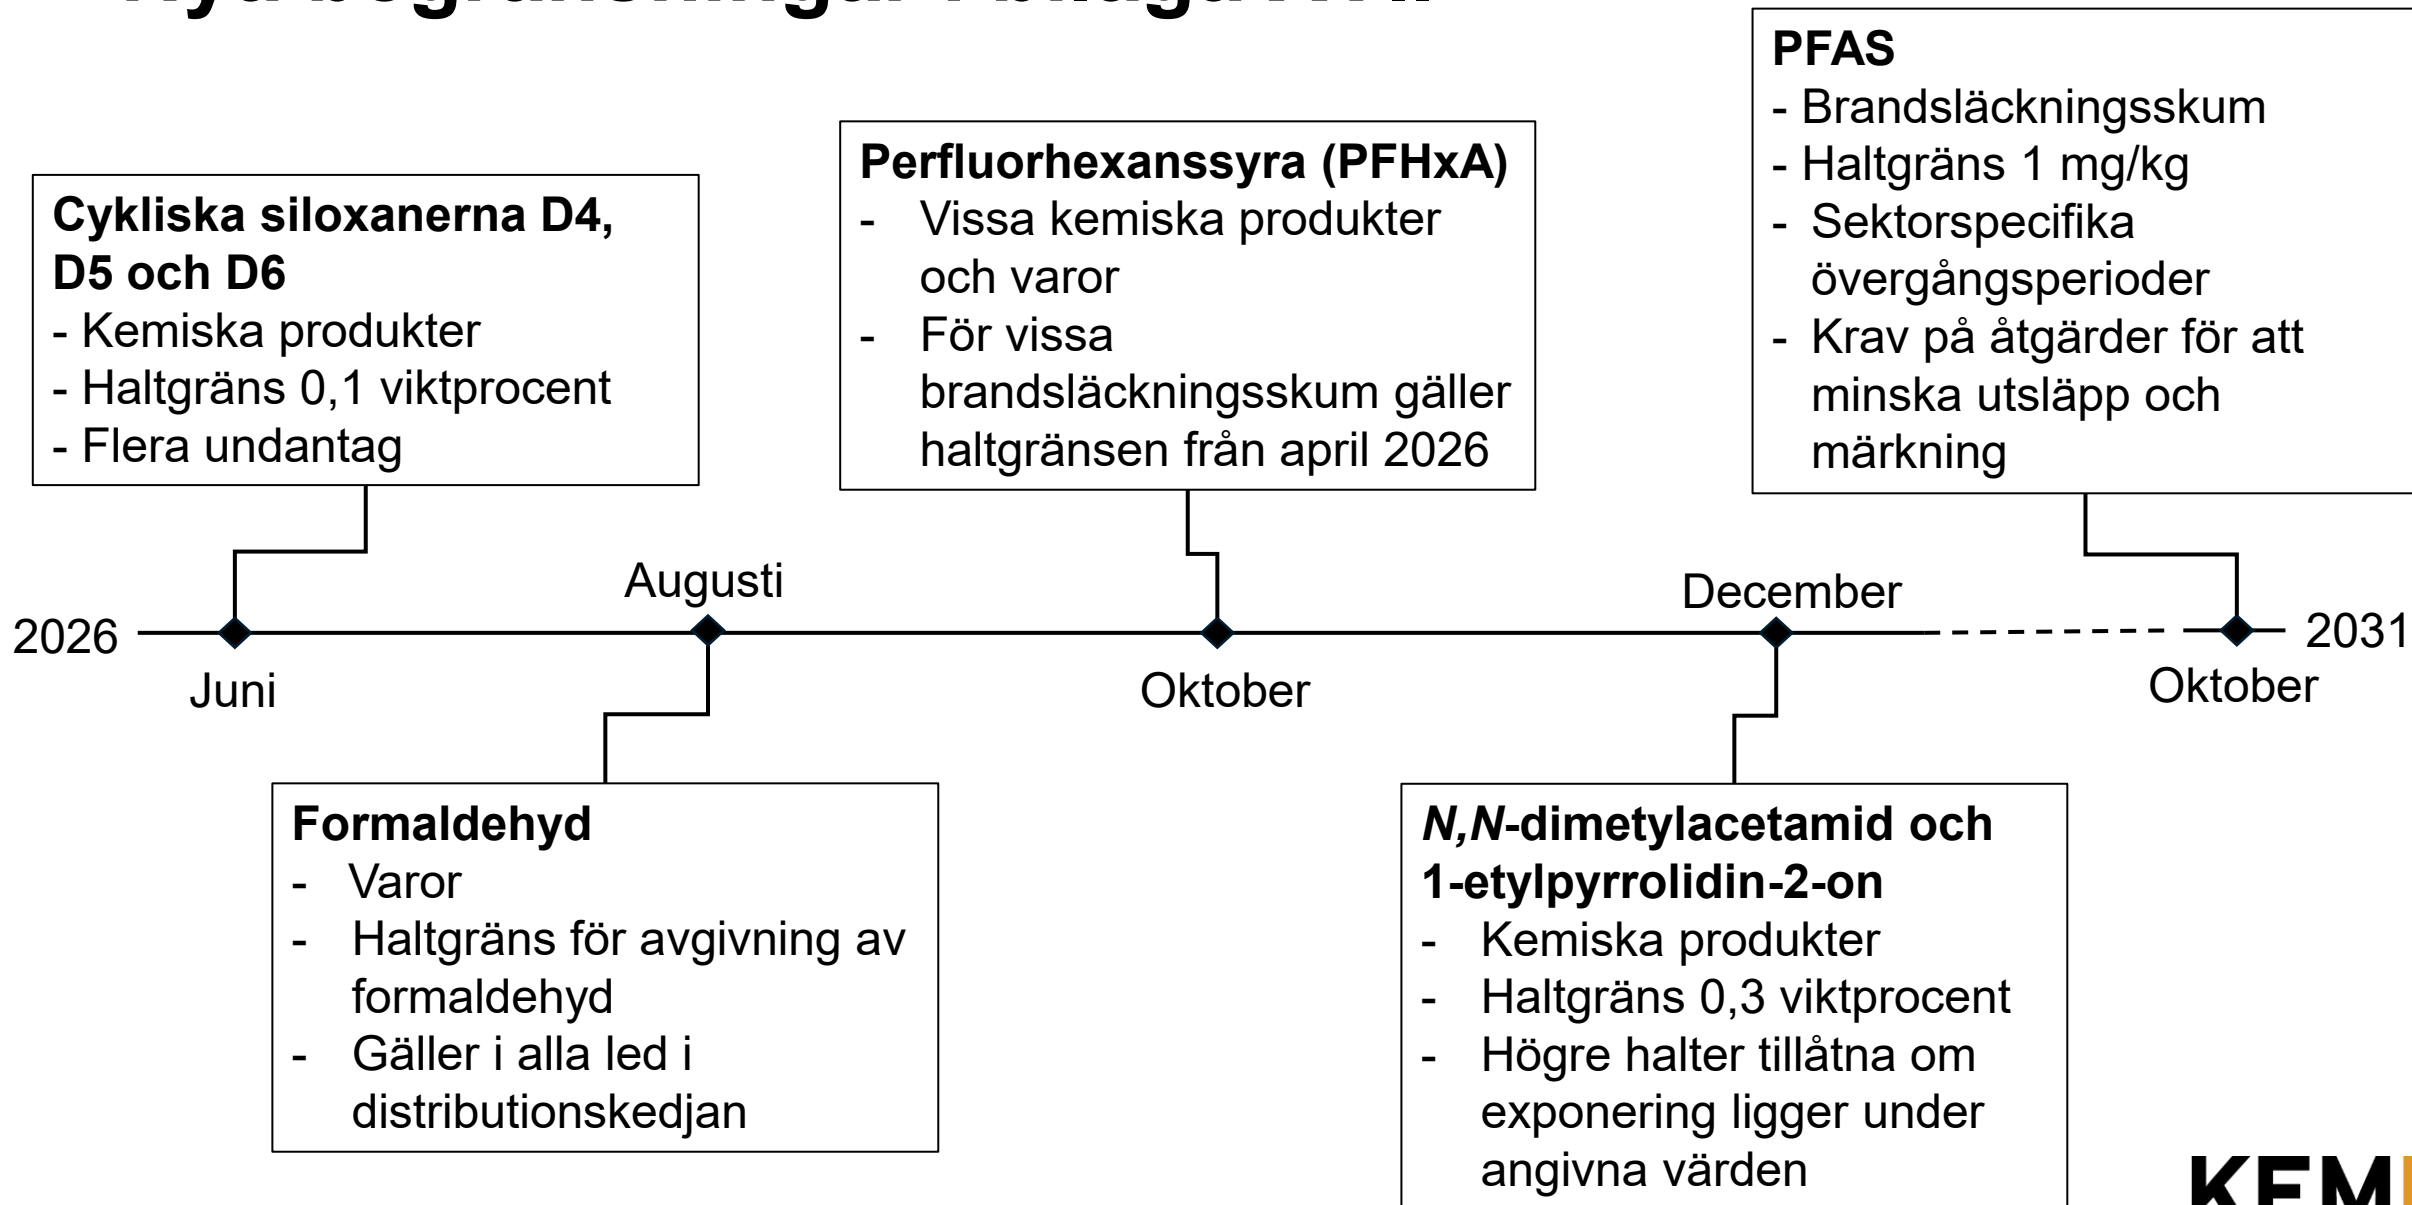 PFAS
- Brandsläckningsskum
- Haltgräns 1 mg/kg
- Sektorspecifika
övergångsperioder
- Krav på åtgärder för att
minska utsläpp och
märkning
Perfluorhexanssyra (PFHxA)
- Vissa kemiska produkter
och varor
- För vissa
brandsläckningsskum gäller
haltgränsen från april 2026
Cykliska siloxanerna D4,
D5 och D6
- Kemiska produkter
- Haltgräns 0,1 viktprocent
- Flera undantag
Augusti
December
2026
2031
Juni
Oktober
Oktober
Formaldehyd
- Varor
- Haltgräns för avgivning av
formaldehyd
- Gäller i alla led i
distributionskedjan
N,N-dimetylacetamid och
1-etylpyrrolidin-2-on
- Kemiska produkter
- Haltgräns 0,3 viktprocent
- Högre halter tillåtna om
exponering ligger under
angivna värden
KEM